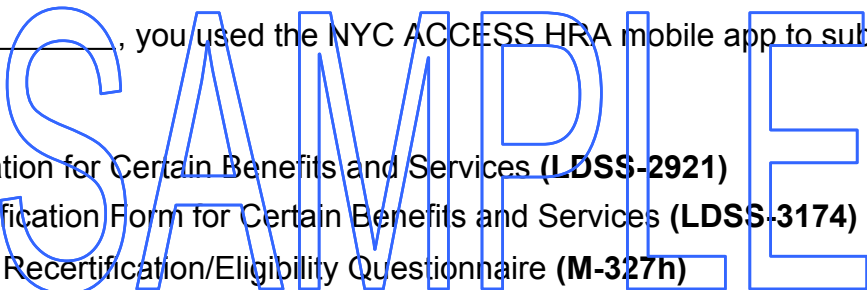 , you used the NYC ACCESS HRA mobile app to sub
ation for Certain Benefits and Services (LDSS-2921)
fication Form for Certain Benefits and Services (LDSS-3174)
Recertification/Eligibility Questionnaire (M-327h)
SAMPLE